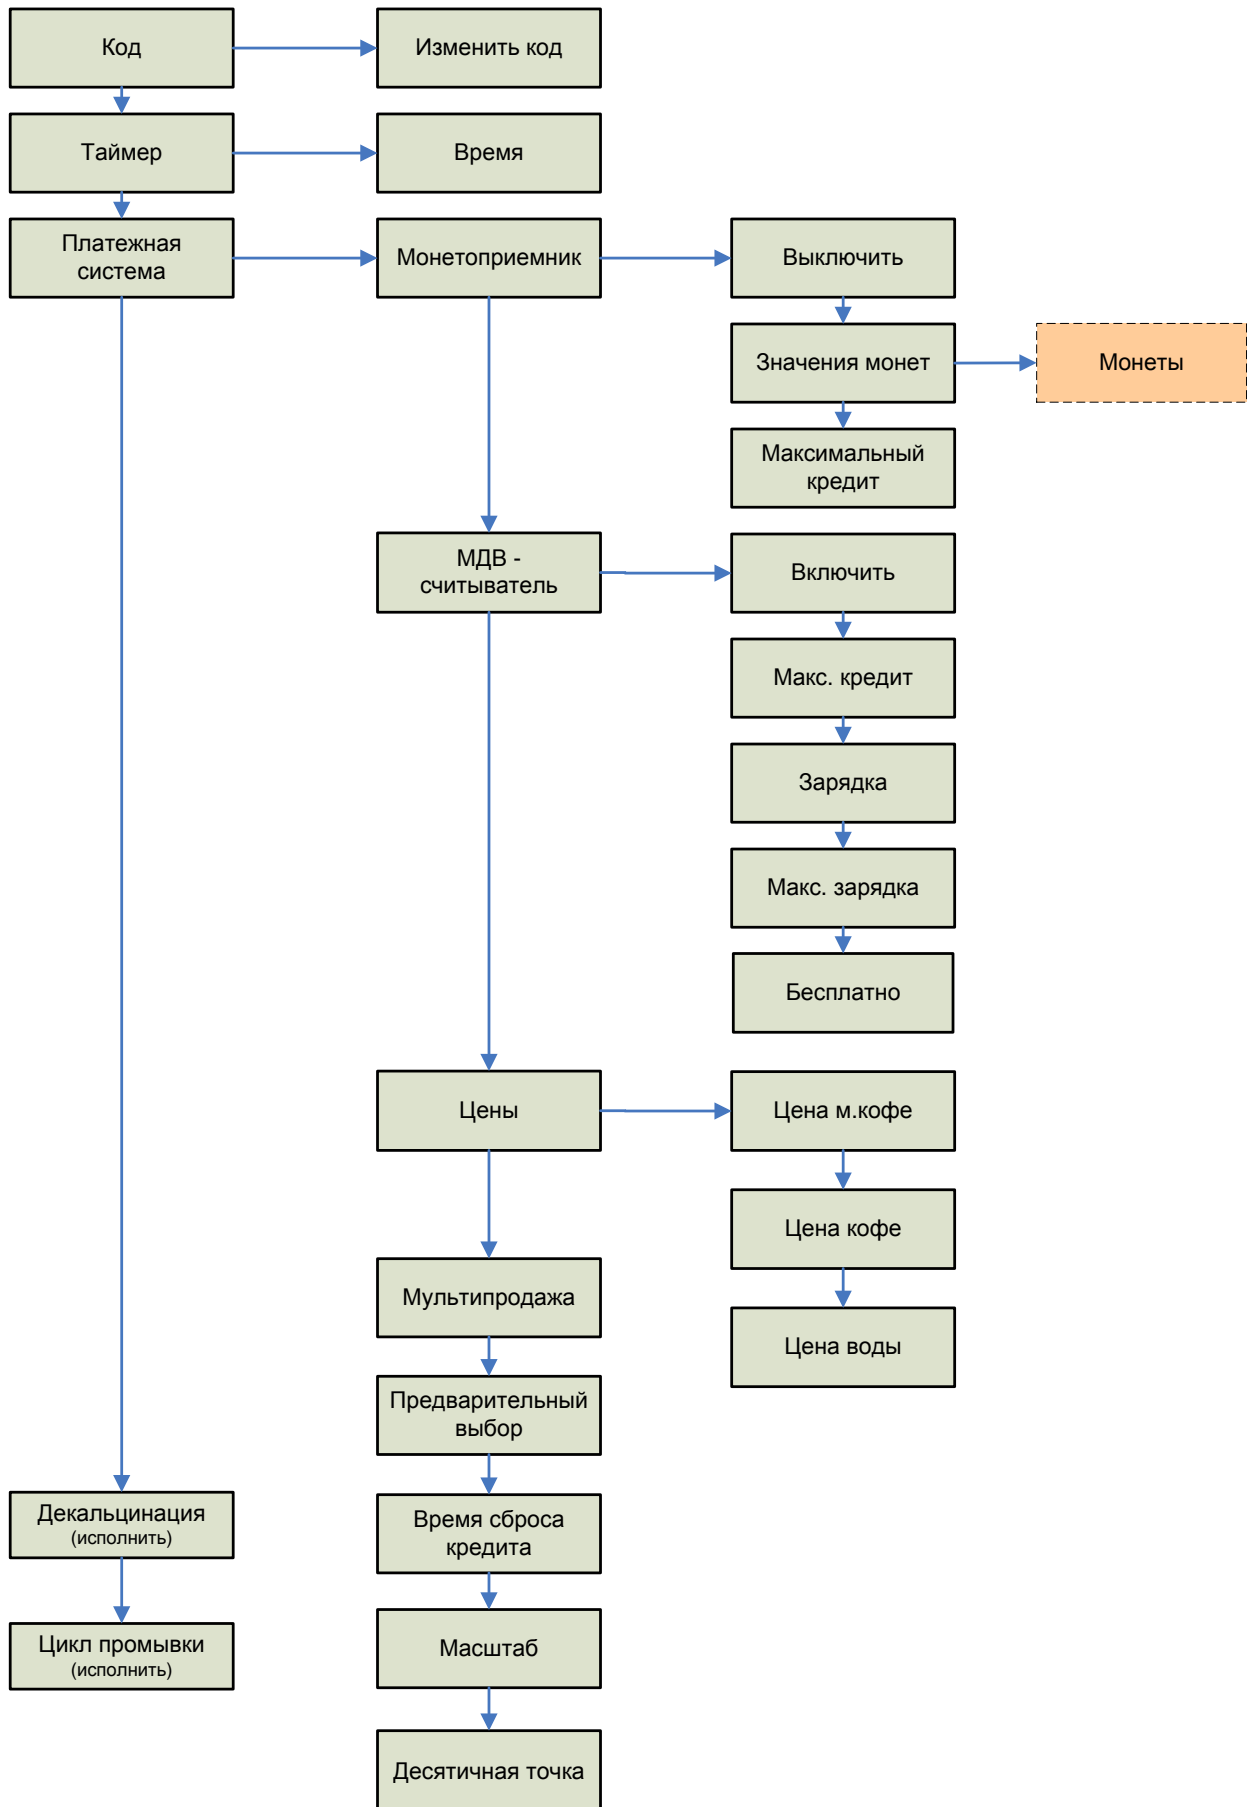 Код
Изменить код
Таймер
Время
Платежная
система
Монетоприемник
Выключить
Значения монет
Монеты
Максимальный
кредит
МДВ -
считыватель
Включить
Макс. кредит
Зарядка
Макс. зарядка
Бесплатно
Цены
Цена м.кофе
Цена кофе
Мультипродажа
Цена воды
Предварительный
выбор
Декальцинация
(исполнить)
Время сброса
кредита
Цикл промывки
(исполнить)
Масштаб
Десятичная точка